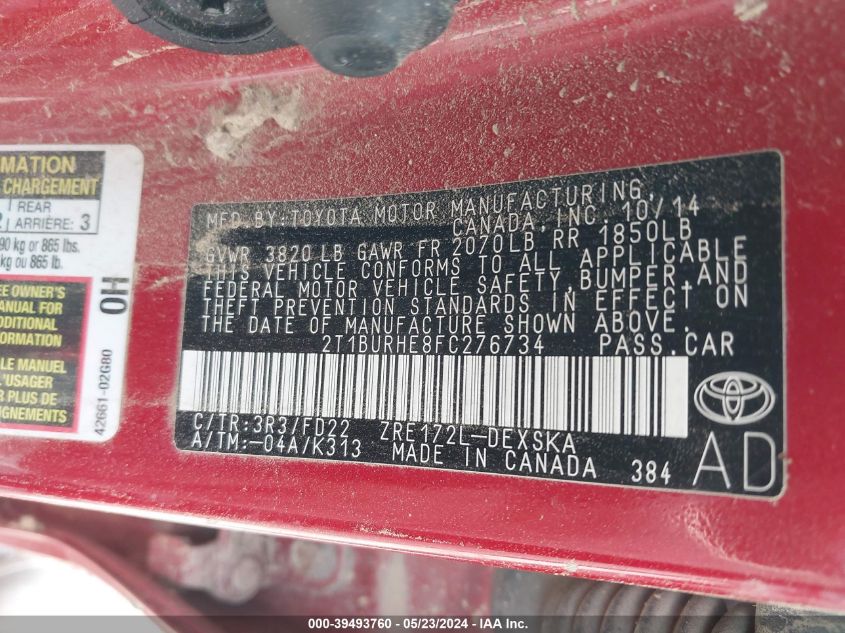 MATION
CHARGEMENT
REAR
ARRIÈRE: 3
90 kg or 865 lbs.
kg ou 865 lb.
EE OWNER'S
MANUAL FOR
DDITIONAL
FORMATION
LE MANUEL
L'USAGER
PLUS DE
EIGNEMENTS
OH
42661-02G80
MFD BY:TOYOTA MOTOR MANUFACTURING,
CANADA,INC. 10/14
GVWR 3820 LB GAWR FR 2070LB RR 1850LB
THIS VEHICLE CONFORMS TO ALL APPLICABLE
FEDERAL MOTOR VEHICLE SAFETY,BUMPER,AND
THEFT PREVENTION STANDARDS IN EFFECT ON
THE DATE OF MANUFACTURE SHOWN ABOVE.
2T1BURHE8FC276734 PASS.CAR
C/TR:3R3/FD22 ZRE172L-DEXSKA
A/TM:-04A/K313 MADE IN CANADA 384
AD
000-39493760 - 05/23/2024 - IAA Inc.